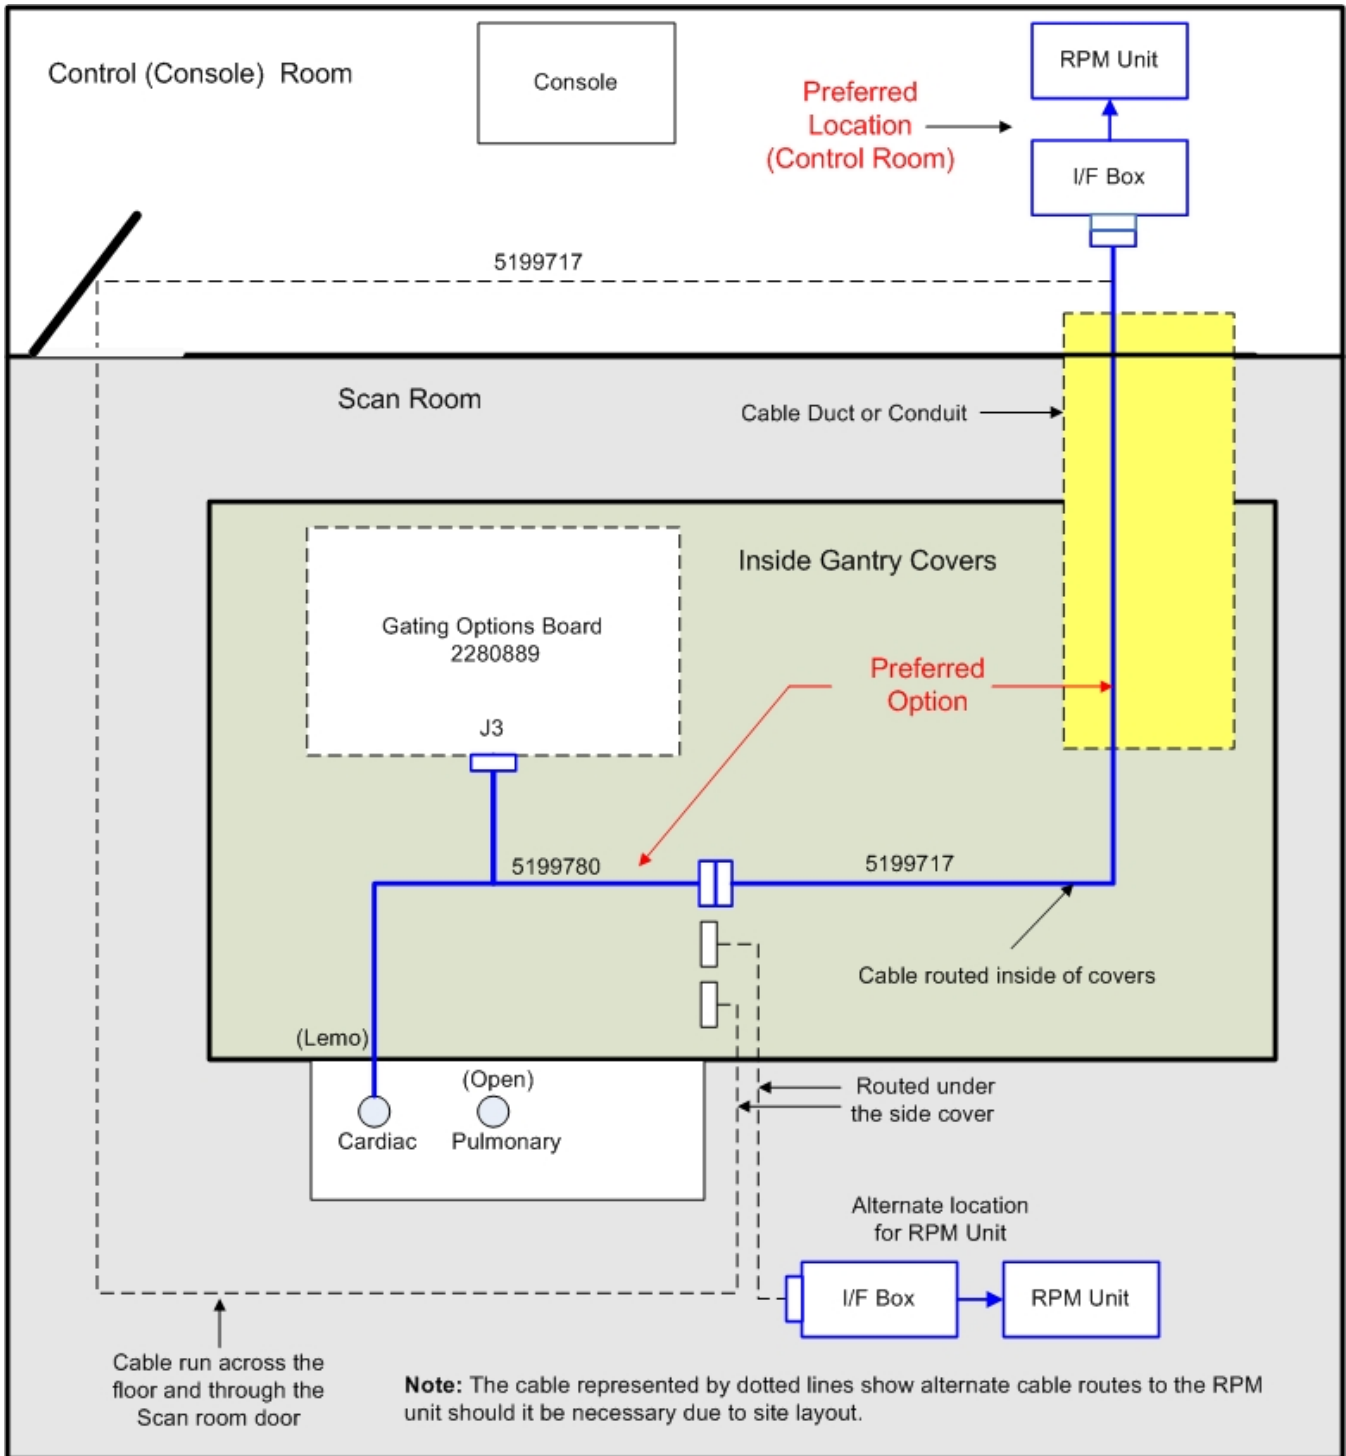 Control (Console) Room
Console
RPM Unit
Preferred
Location
(Control Room)
I/F Box
5199717
Scan Room
Cable Duct or Conduit
Inside Gantry Covers
Gating Options Board
2280889
J3
Preferred
Option
5199780
5199717
Cable routed inside of covers
(Lemo)
(Open)
Cardiac
Pulmonary
Routed under
the side cover
Alternate location
for RPM Unit
I/F Box
RPM Unit
Cable run across the
floor and through the
Scan room door
Note: The cable represented by dotted lines show alternate cable routes to the RPM
unit should it be necessary due to site layout.